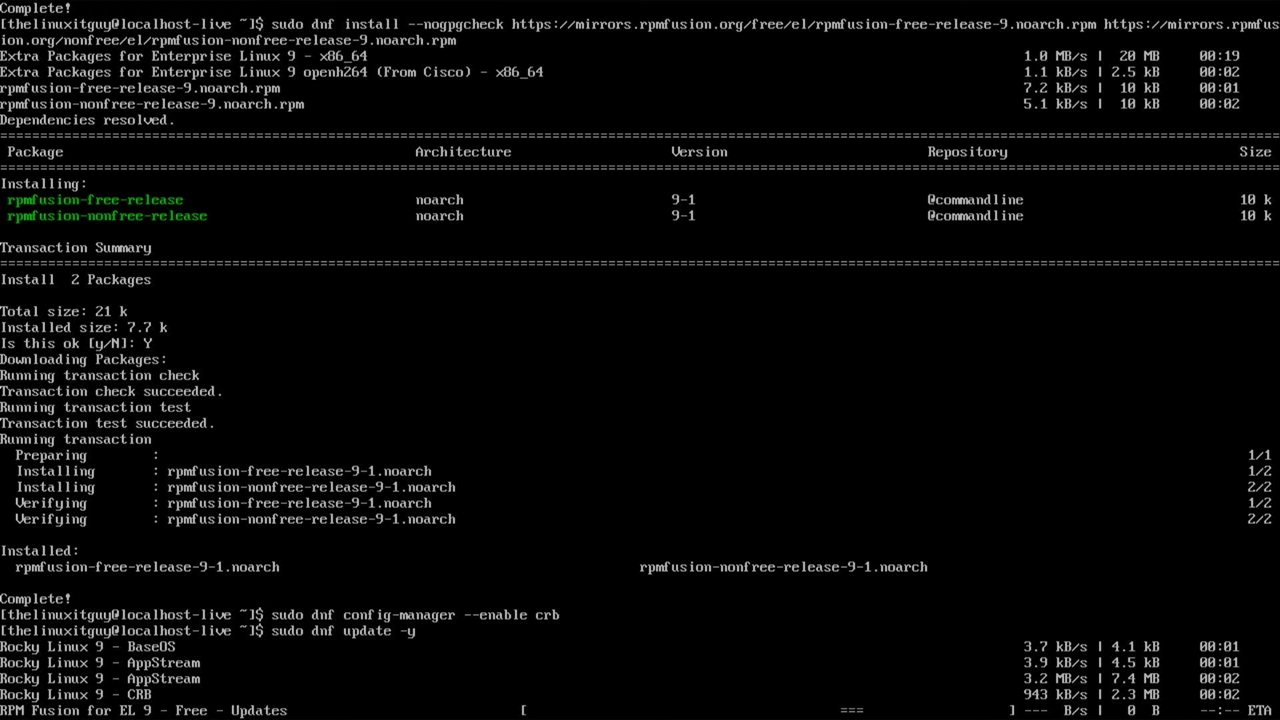 Complete!
[thelinuxitguy@localhost-live ~]$ sudo dnf install --nogpgcheck https://mirrors.rpmfusion.org/free/el/rpmfusion-free-release-9.noarch.rpm https://mirrors.rpmfus
ion.org/nonfree/el/rpmfusion-nonfree-release-9.noarch.rpm
Extra Packages for Enterprise Linux 9 - x86_64 1.0 MB/s | 20 MB 00:19
Extra Packages for Enterprise Linux 9 openh264 (From Cisco) - x86_64 1.1 kB/s | 2.5 kB 00:02
rpmfusion-free-release-9.noarch.rpm 7.2 kB/s | 10 kB 00:01
rpmfusion-nonfree-release-9.noarch.rpm 5.1 kB/s | 10 kB 00:02
Dependencies resolved.
Package Architecture Version Repository Size
Installing:
rpmfusion-free-release noarch 9-1 @commandline 10 k
rpmfusion-nonfree-release noarch 9-1 @commandline 10 k
Transaction Summary
Install 2 Packages
Total size: 21 k
Installed size: 7.7 k
Is this ok [y/N]: Y
Downloading Packages:
Running transaction check
Transaction check succeeded.
Running transaction test
Transaction test succeeded.
Running transaction
Preparing : 1/1
Installing : rpmfusion-free-release-9-1.noarch 1/2
Installing : rpmfusion-nonfree-release-9-1.noarch 2/2
Verifying : rpmfusion-free-release-9-1.noarch 1/2
Verifying : rpmfusion-nonfree-release-9-1.noarch 2/2
Installed:
rpmfusion-free-release-9-1.noarch rpmfusion-nonfree-release-9-1.noarch
Complete!
[thelinuxitguy@localhost-live ~]$ sudo dnf config-manager --enable crb
[thelinuxitguy@localhost-live ~]$ sudo dnf update -y
Rocky Linux 9 - BaseOS 3.7 kB/s | 4.1 kB 00:01
Rocky Linux 9 - AppStream 3.9 kB/s | 4.5 kB 00:01
Rocky Linux 9 - AppStream 3.2 MB/s | 7.4 MB 00:02
Rocky Linux 9 - CRB 943 kB/s | 2.3 MB 00:02
RPM Fusion for EL 9 - Free - Updates [ === ] --- B/s | 0 B --:-- ETA